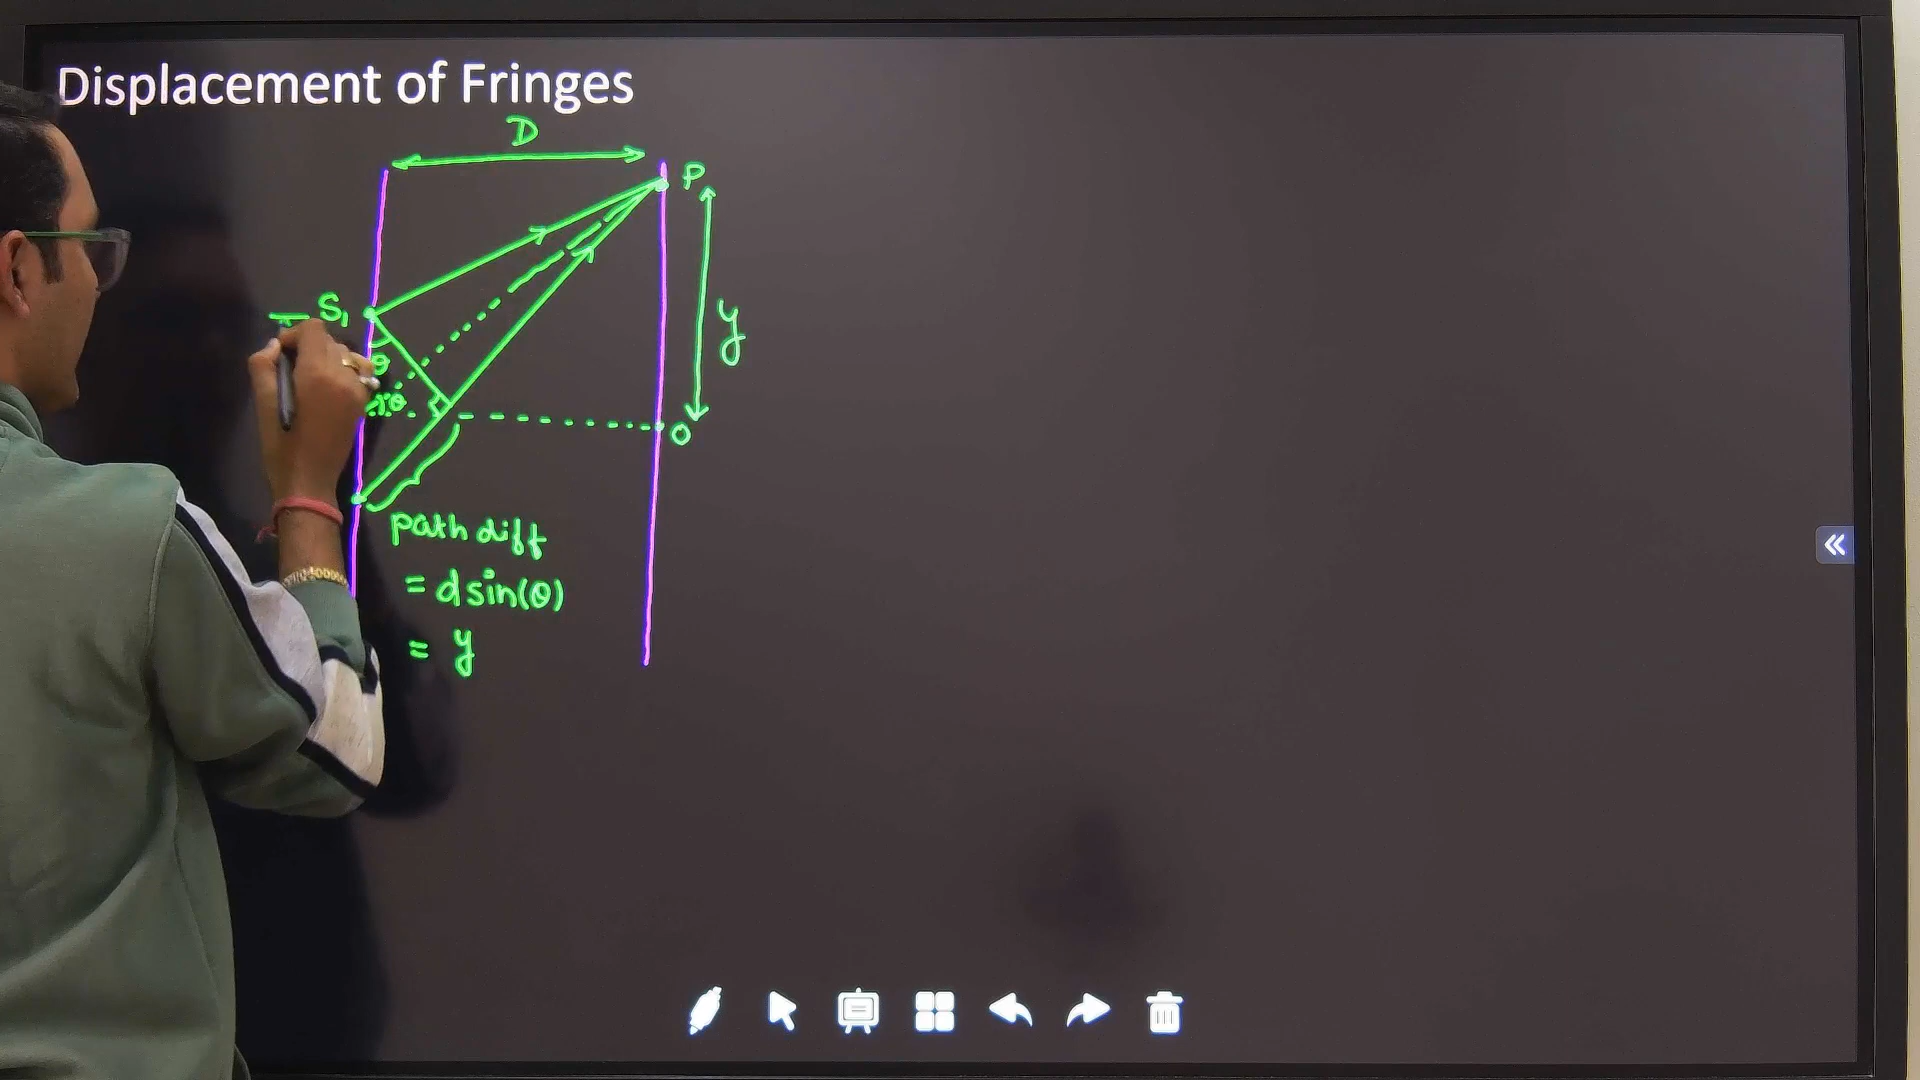 Displacement of Fringes
D
P
S₁
y
θ
θ
O
path diff
= d sin(θ)
= y